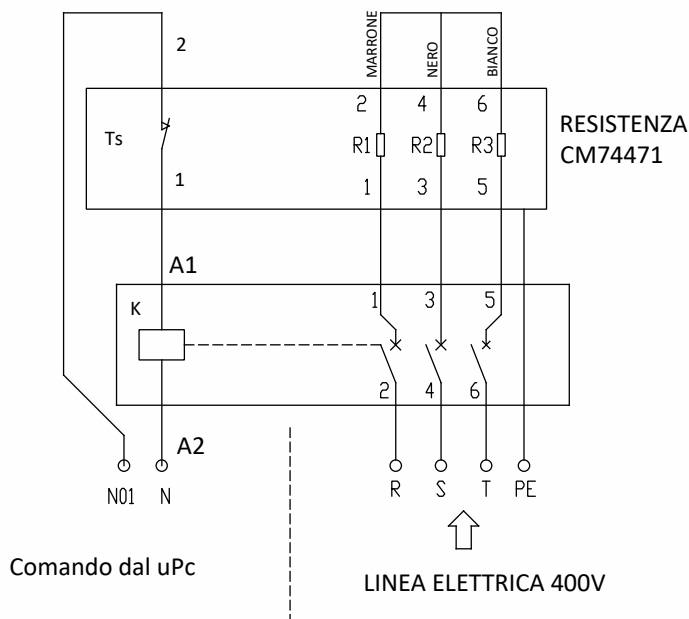 2
MARRONE
NERO
BIANCO
2 4 6
Ts
R1 R2 R3
RESISTENZA
CM74471
1
1 3 5
A1
K
1 3 5
2 4 6
A2
N01 N
R S T PE
Comando dal uPc
LINEA ELETTRICA 400V